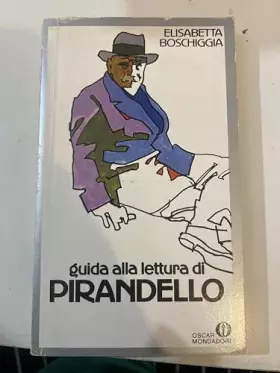 ELISABETTA
BOSCHIGGIA
guida alla lettura di
PIRANDELLO
OSCAR
MONDADORI